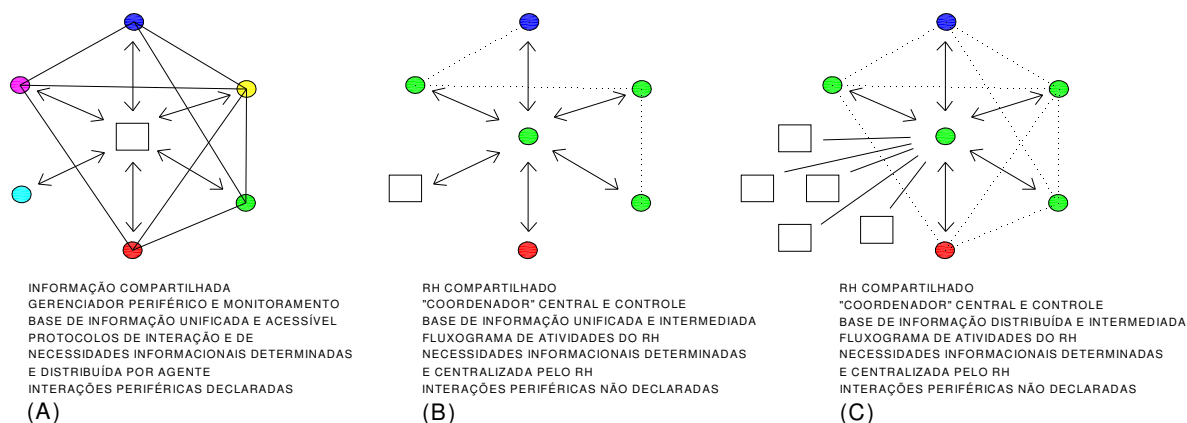 INFORMAÇÃO COMPARTILHADA
GERENCIADOR PERIFÉRICO E MONITORAMENTO
BASE DE INFORMAÇÃO UNIFICADA E ACESSÍVEL
PROTOCOLOS DE INTERAÇÃO E DE
NECESSIDADES INFORMACIONAIS DETERMINADAS
E DISTRIBUÍDA POR AGENTE
INTERAÇÕES PERIFÉRICAS DECLARADAS
(A)
RH COMPARTILHADO
"COORDENADOR" CENTRAL E CONTROLE
BASE DE INFORMAÇÃO UNIFICADA E INTERMEDIADA
FLUXOGRAMA DE ATIVIDADES DO RH
NECESSIDADES INFORMACIONAIS DETERMINADAS
E CENTRALIZADA PELO RH
INTERAÇÕES PERIFÉRICAS NÃO DECLARADAS
(B)
RH COMPARTILHADO
"COORDENADOR" CENTRAL E CONTROLE
BASE DE INFORMAÇÃO DISTRIBUÍDA E INTERMEDIADA
FLUXOGRAMA DE ATIVIDADES DO RH
NECESSIDADES INFORMACIONAIS DETERMINADAS
E CENTRALIZADA PELO RH
INTERAÇÕES PERIFÉRICAS NÃO DECLARADAS
(C)